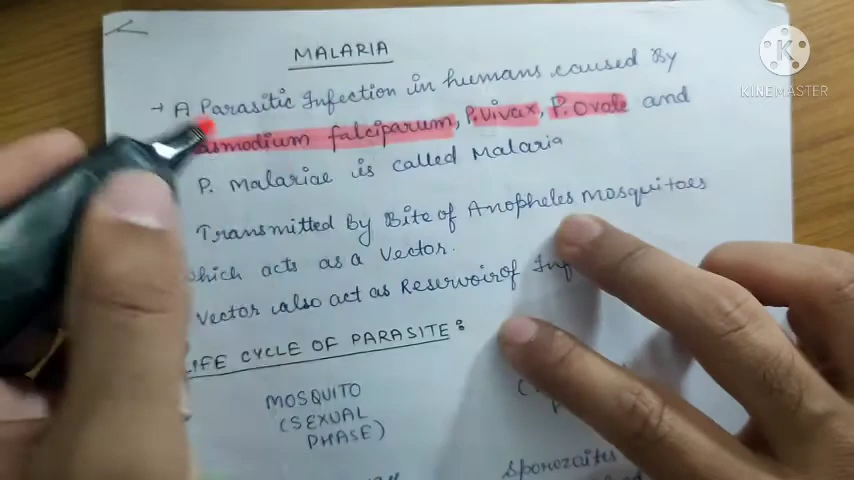 MALARIA
→ A Parasitic Infection in humans caused By
falciparum, P. Vivax, P. Ovale and
P. Malariae is called Malaria
Transmitted By Bite of Anopheles Mosquitoes
which acts as a Vector.
Vector also act as Reservoir of
LIFE CYCLE OF PARASITE:
MOSQUITO
(SEXUAL
PHASE)
Sporozoites
K
KINEMASTER